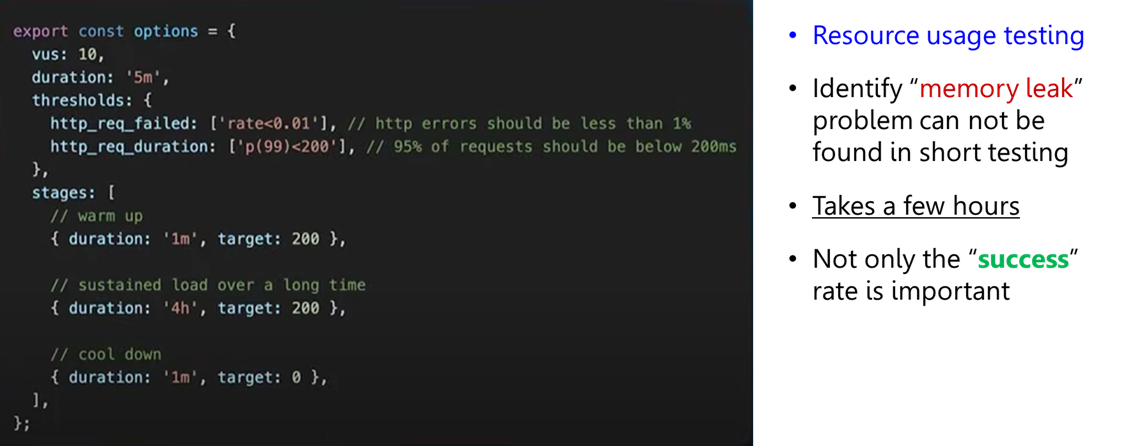 export const options = {
  vus: 10,
  duration: '5m',
  thresholds: {
    http_req_failed: ['rate<0.01'], // http errors should be less than 1%
    http_req_duration: ['p(99)<200'], // 95% of requests should be below 200ms
  },
  stages: [
    // warm up
    { duration: '1m', target: 200 },
    // sustained load over a long time
    { duration: '4h', target: 200 },
    // cool down
    { duration: '1m', target: 0 },
  ],
};
• Resource usage testing
• Identify “memory leak”
problem can not be
found in short testing
• Takes a few hours
• Not only the “success”
rate is important